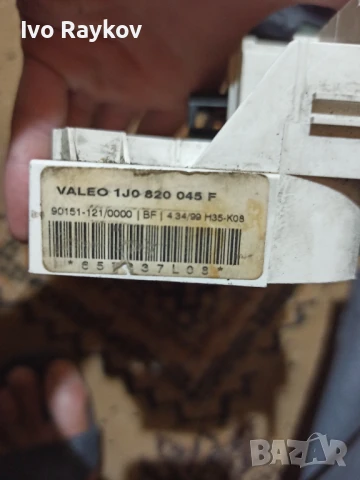 Ivo Raykov
VALEO 1J0 820 045 F
90151-121/0000 | BF | 4 34/99 H35-K08
BAZAR